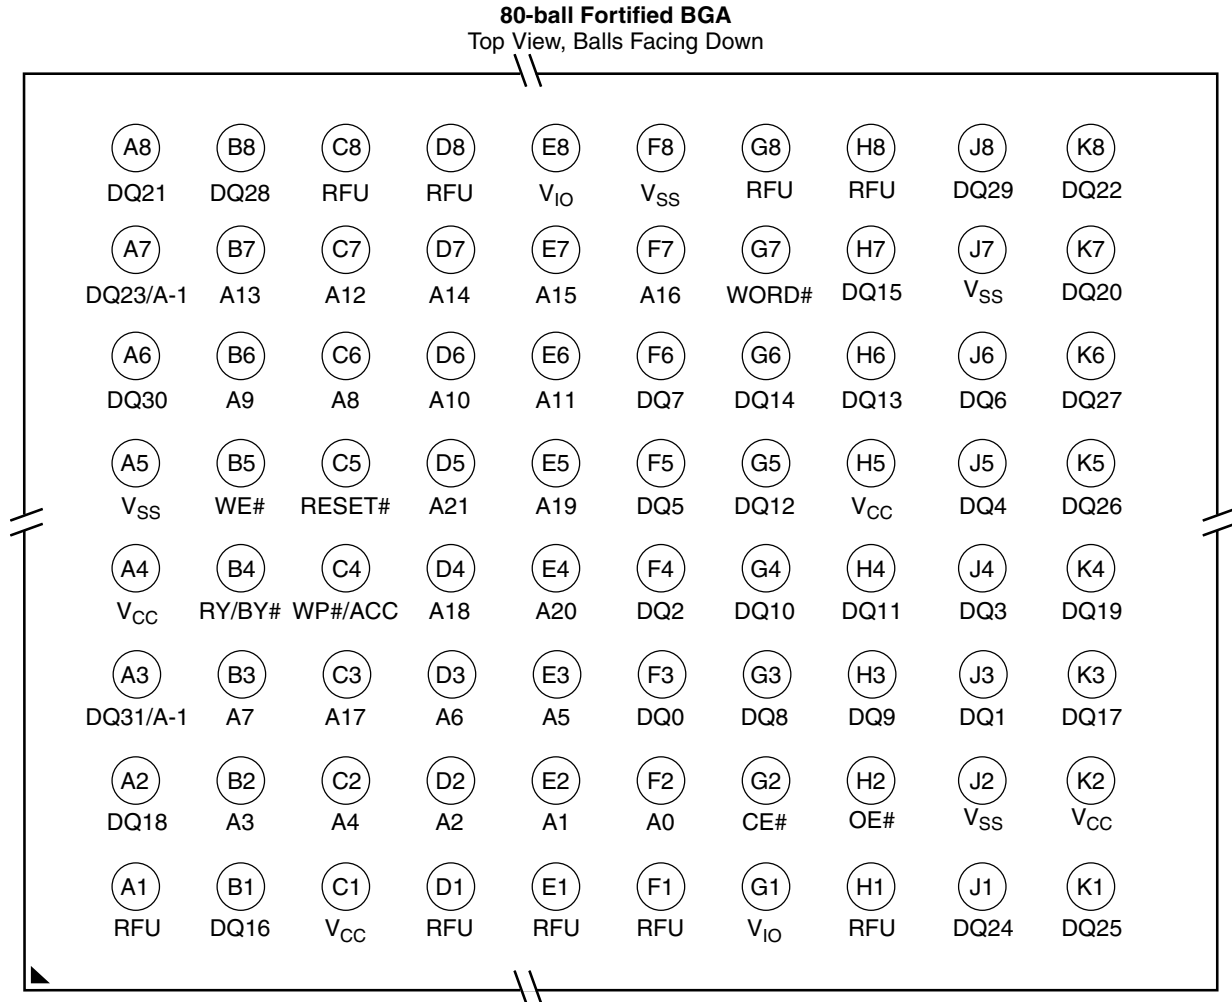 80-ball Fortified BGA
Top View, Balls Facing Down
A8 B8 C8 D8 E8 F8 G8 H8 J8 K8
DQ21 DQ28 RFU RFU VIO VSS RFU RFU DQ29 DQ22
A7 B7 C7 D7 E7 F7 G7 H7 J7 K7
DQ23/A-1 A13 A12 A14 A15 A16 WORD# DQ15 VSS DQ20
A6 B6 C6 D6 E6 F6 G6 H6 J6 K6
DQ30 A9 A8 A10 A11 DQ7 DQ14 DQ13 DQ6 DQ27
A5 B5 C5 D5 E5 F5 G5 H5 J5 K5
VSS WE# RESET# A21 A19 DQ5 DQ12 VCC DQ4 DQ26
A4 B4 C4 D4 E4 F4 G4 H4 J4 K4
VCC RY/BY# WP#/ACC A18 A20 DQ2 DQ10 DQ11 DQ3 DQ19
A3 B3 C3 D3 E3 F3 G3 H3 J3 K3
DQ31/A-1 A7 A17 A6 A5 DQ0 DQ8 DQ9 DQ1 DQ17
A2 B2 C2 D2 E2 F2 G2 H2 J2 K2
DQ18 A3 A4 A2 A1 A0 CE# OE# VSS VCC
A1 B1 C1 D1 E1 F1 G1 H1 J1 K1
RFU DQ16 VCC RFU RFU RFU VIO RFU DQ24 DQ25